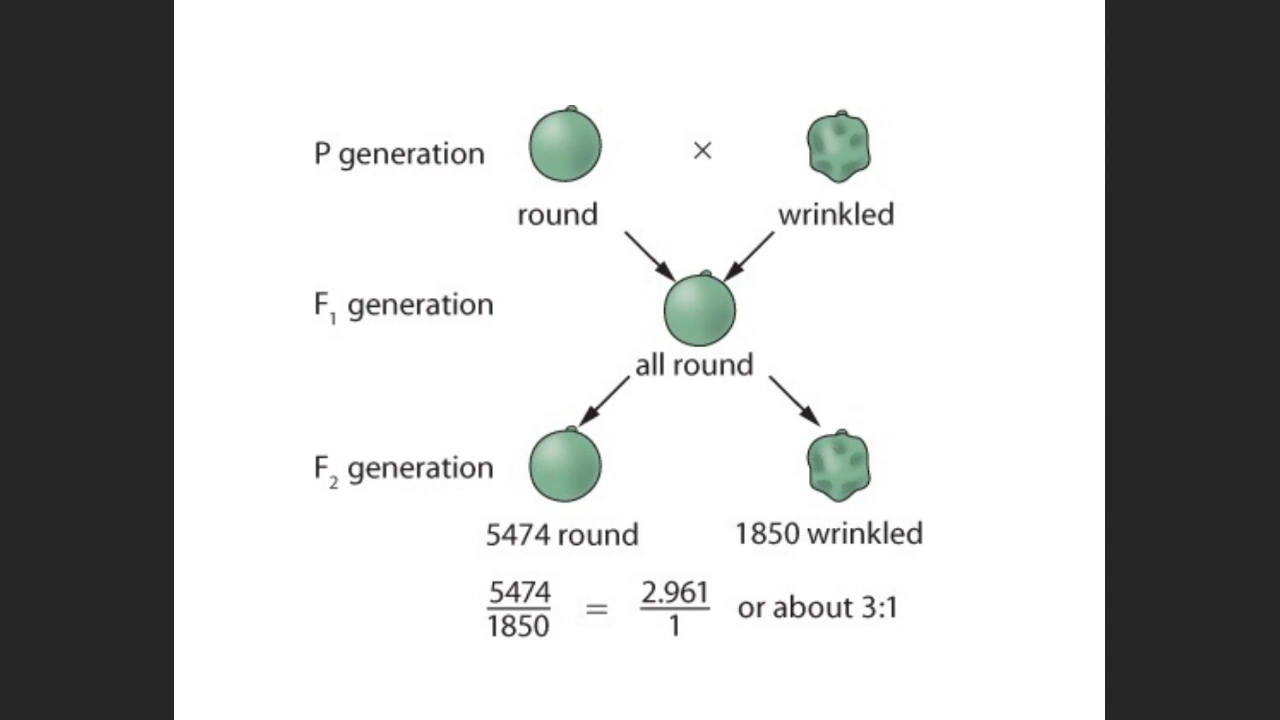 P generation
×
round
wrinkled
F₁ generation
all round
F₂ generation
5474 round
1850 wrinkled
5474/1850 = 2.961/1 or about 3:1